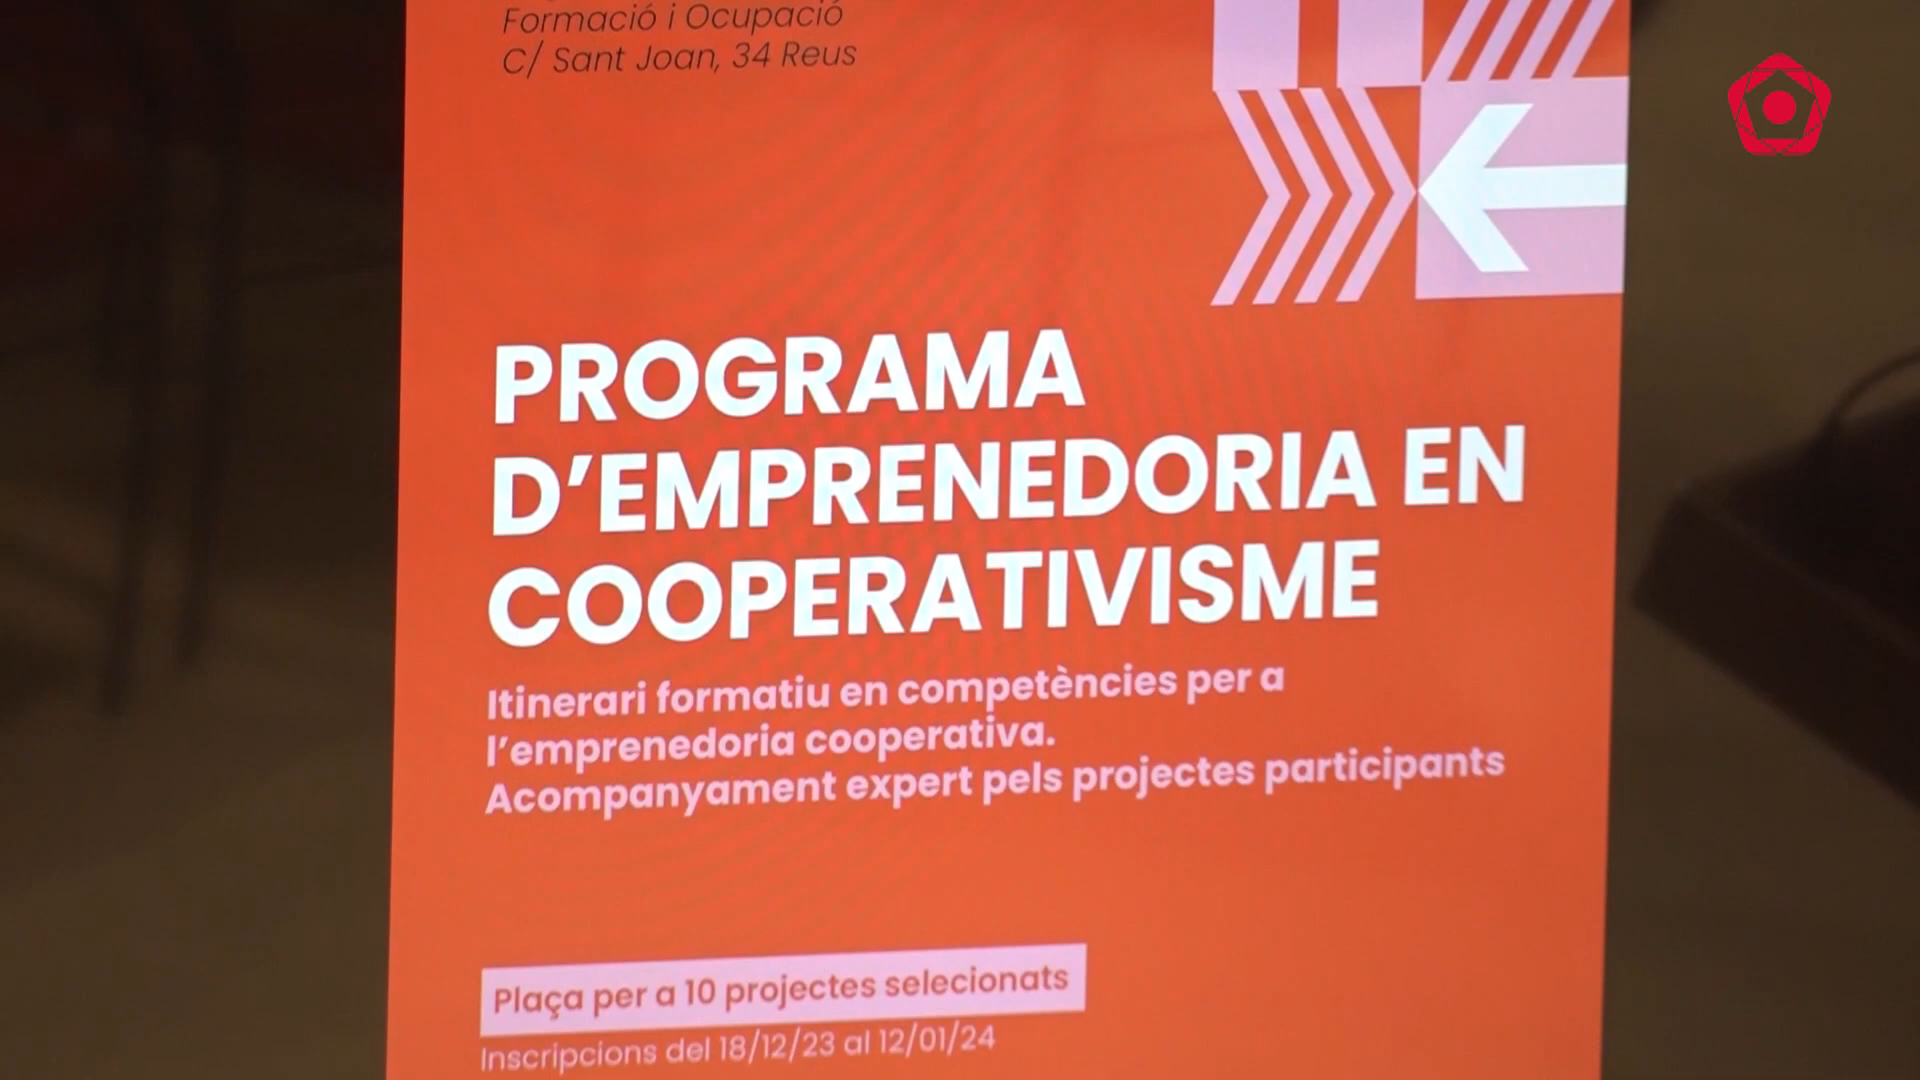 Formació i Ocupació
C/ Sant Joan, 34 Reus
PROGRAMA
D’EMPRENEDORIA EN
COOPERATIVISME
Itinerari formatiu en competències per a
l’emprenedoria cooperativa.
Acompanyament expert pels projectes participants
Plaça per a 10 projectes selecionats
Inscripcions del 18/12/23 al 12/01/24